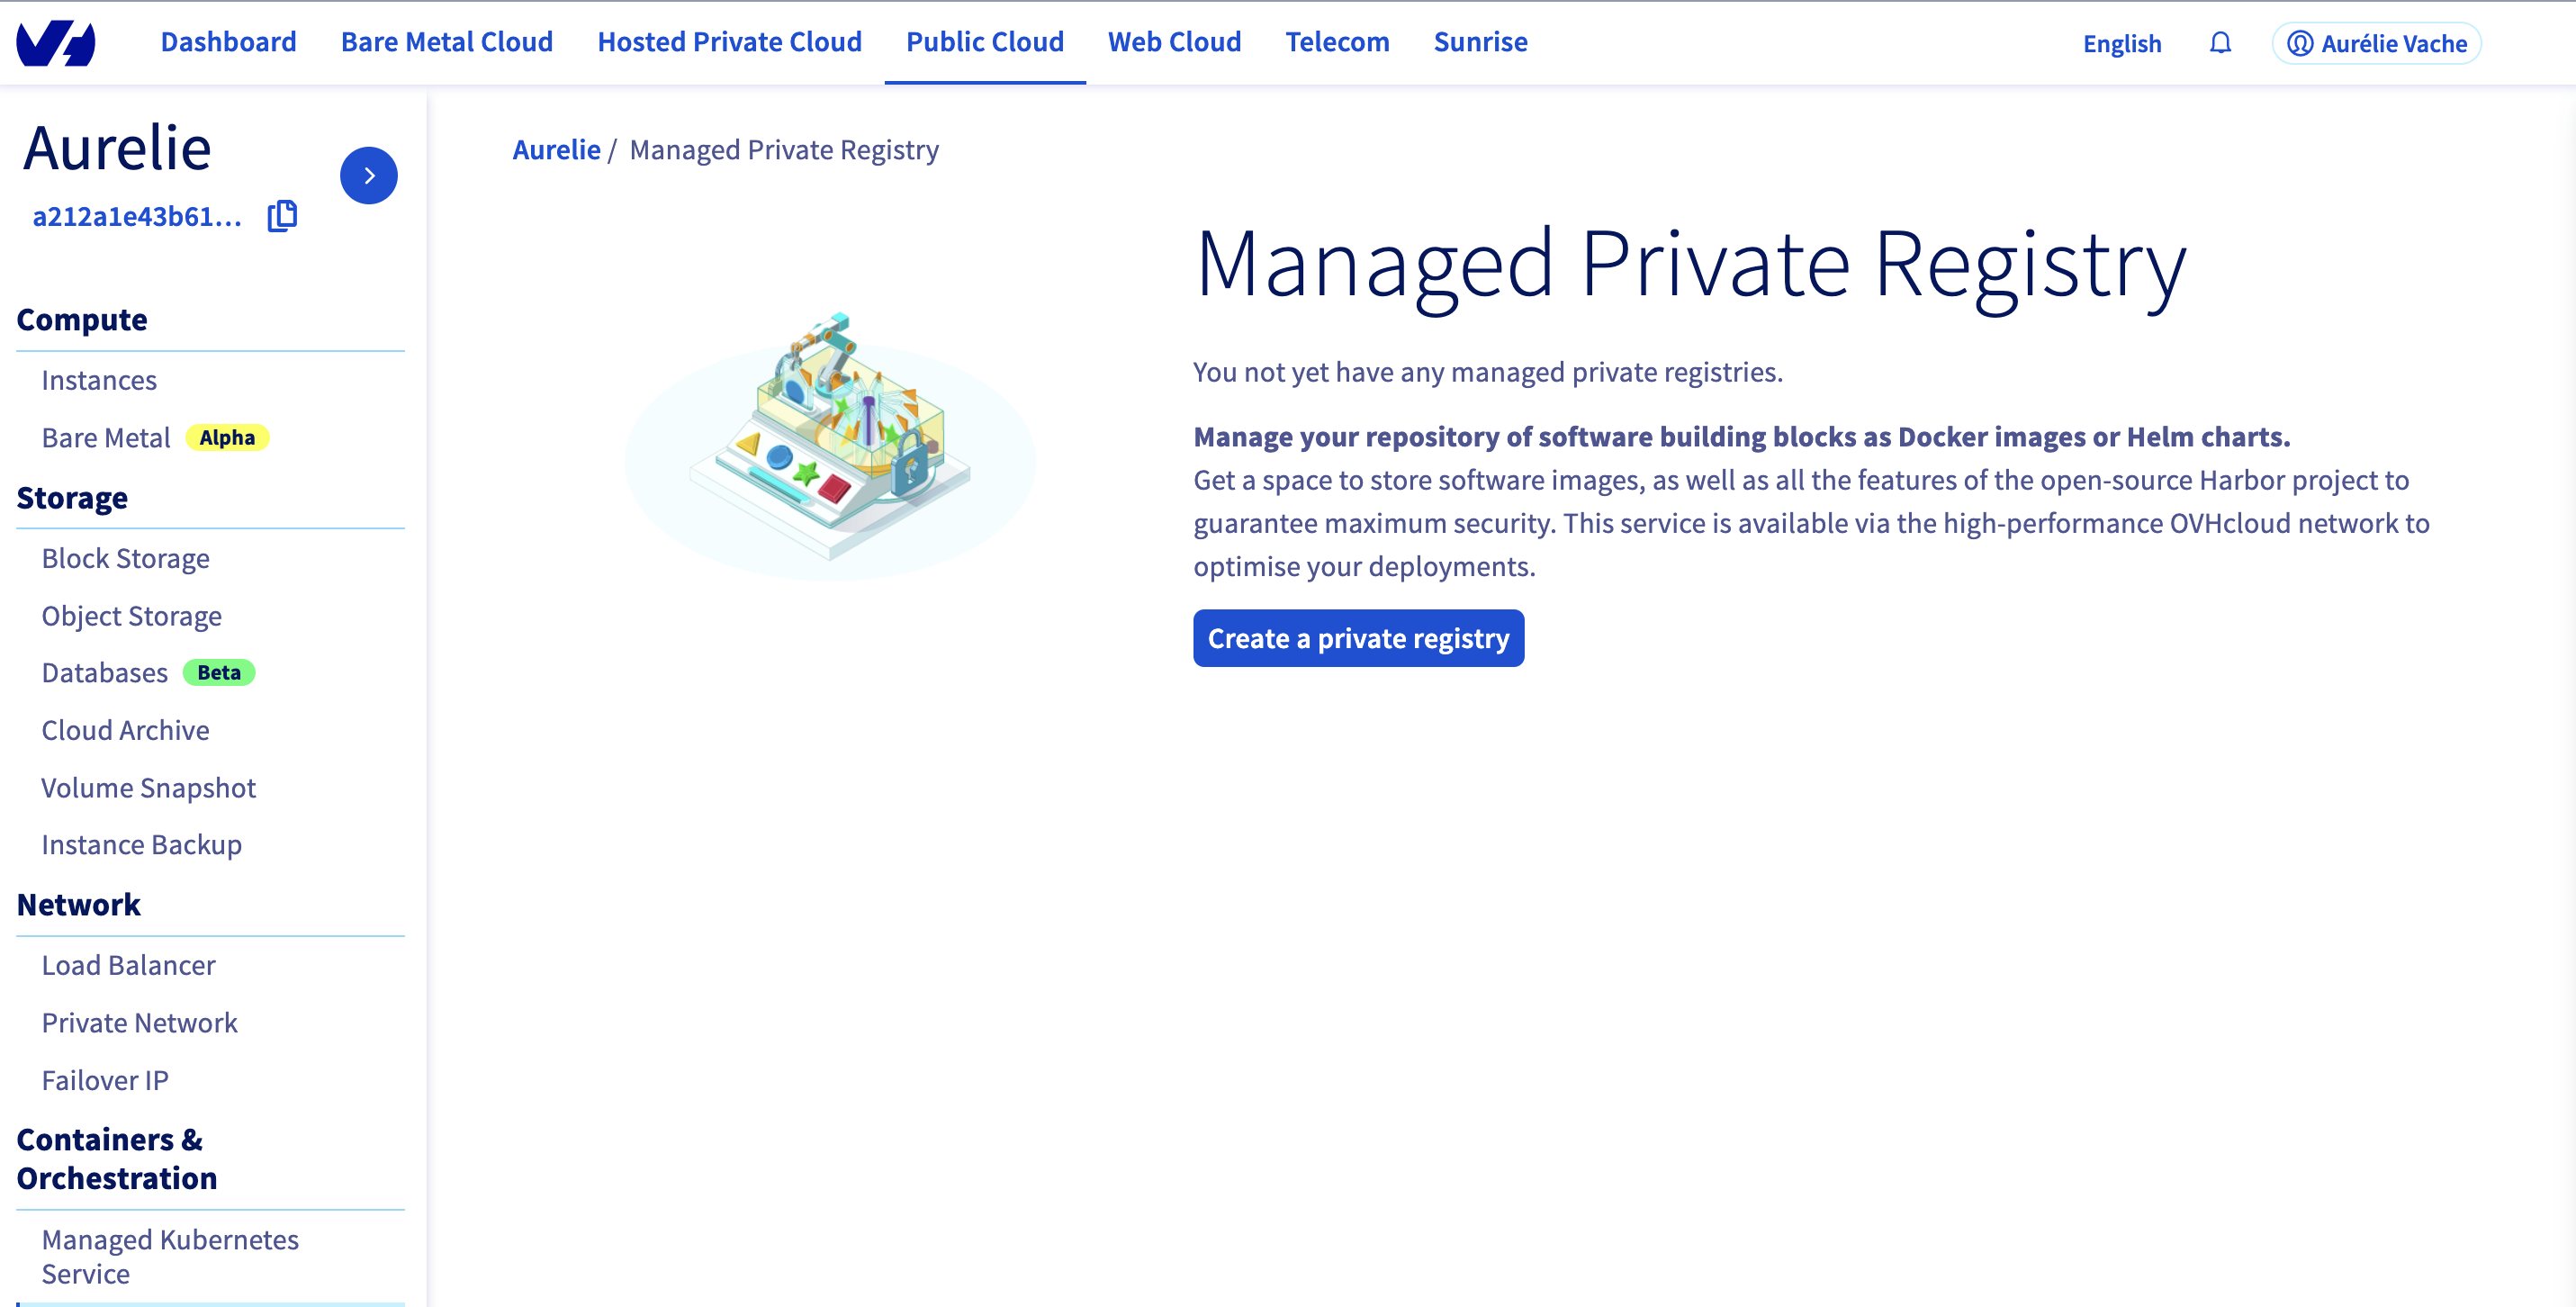 Dashboard Bare Metal Cloud Hosted Private Cloud Public Cloud Web Cloud Telecom Sunrise English Aurélie Vache
Aurelie
a212a1e43b61...
Compute
Instances
Bare Metal Alpha
Storage
Block Storage
Object Storage
Databases Beta
Cloud Archive
Volume Snapshot
Instance Backup
Network
Load Balancer
Private Network
Failover IP
Containers &
Orchestration
Managed Kubernetes
Service
Aurelie / Managed Private Registry
Managed Private Registry
You not yet have any managed private registries.
Manage your repository of software building blocks as Docker images or Helm charts.
Get a space to store software images, as well as all the features of the open-source Harbor project to
guarantee maximum security. This service is available via the high-performance OVHcloud network to
optimise your deployments.
Create a private registry